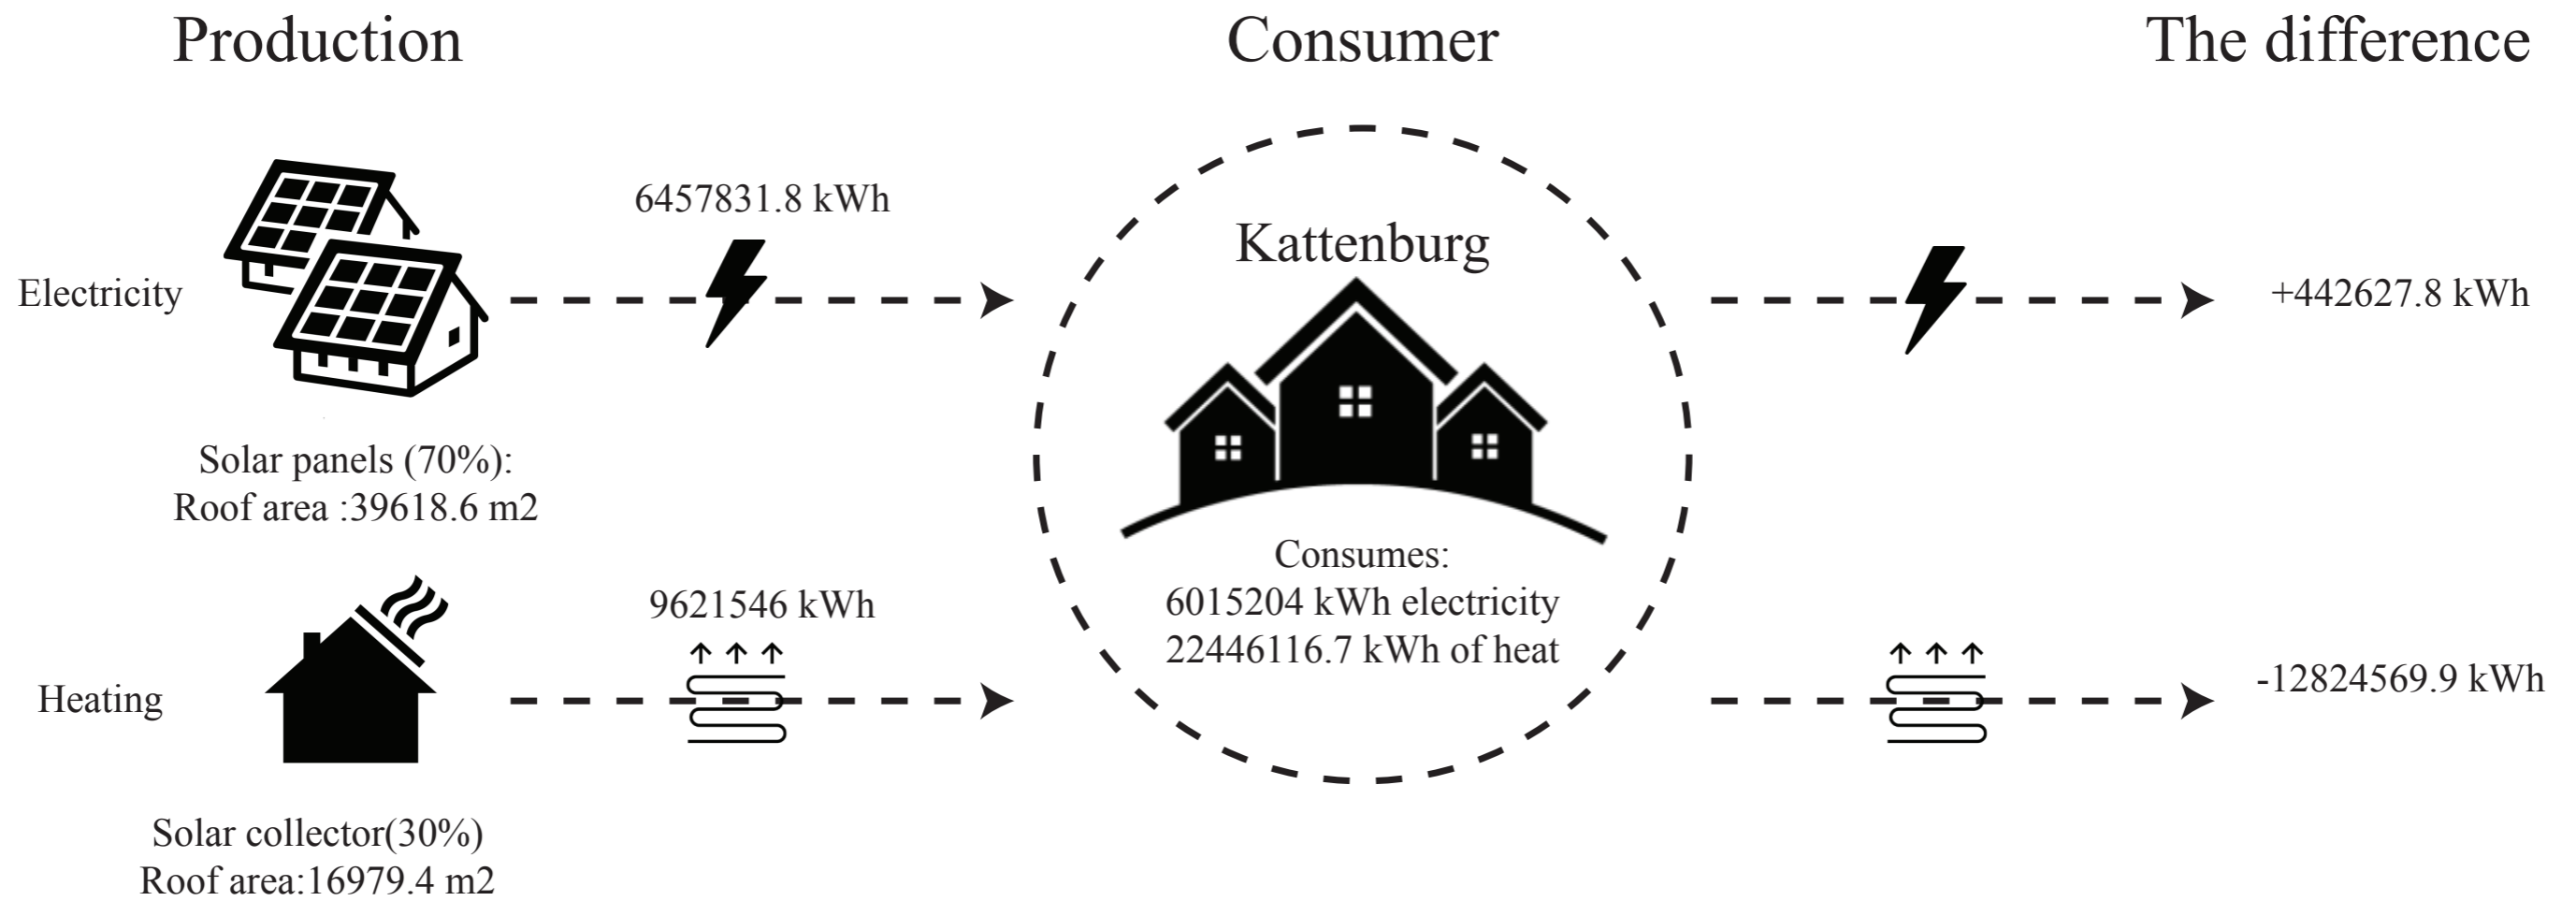 Production
Consumer
The difference
Electricity
6457831.8 kWh
Kattenburg
+442627.8 kWh
Solar panels (70%):
Roof area :39618.6 m2
Consumes:
6015204 kWh electricity
22446116.7 kWh of heat
Heating
9621546 kWh
-12824569.9 kWh
Solar collector(30%)
Roof area:16979.4 m2